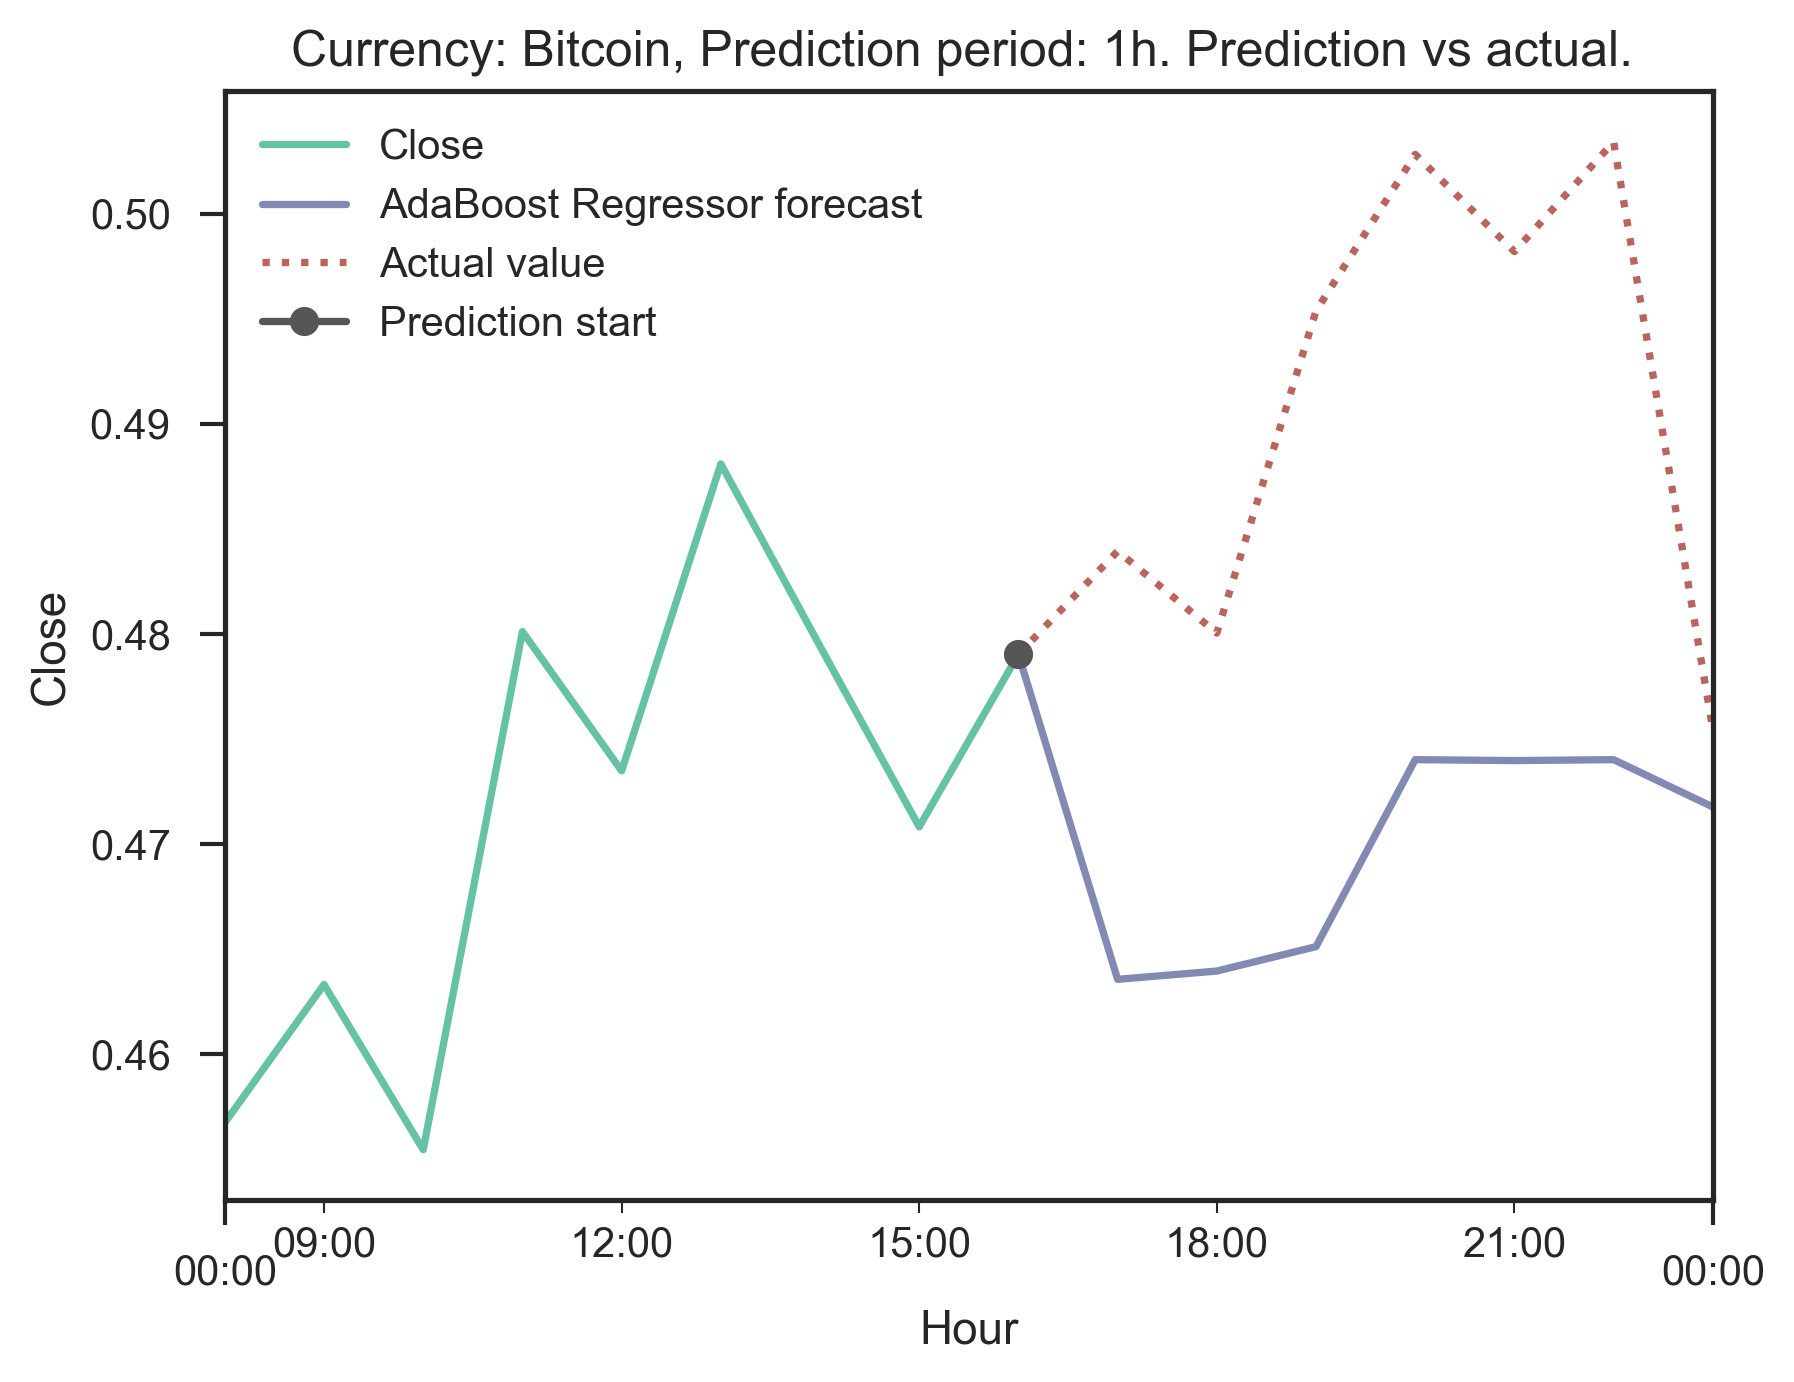 Currency: Bitcoin, Prediction period: 1h. Prediction vs actual.
Close
AdaBoost Regressor forecast
Actual value
Prediction start
0.50
0.49
0.48
0.47
0.46
Close
09:00 12:00 15:00 18:00 21:00
00:00 00:00
Hour